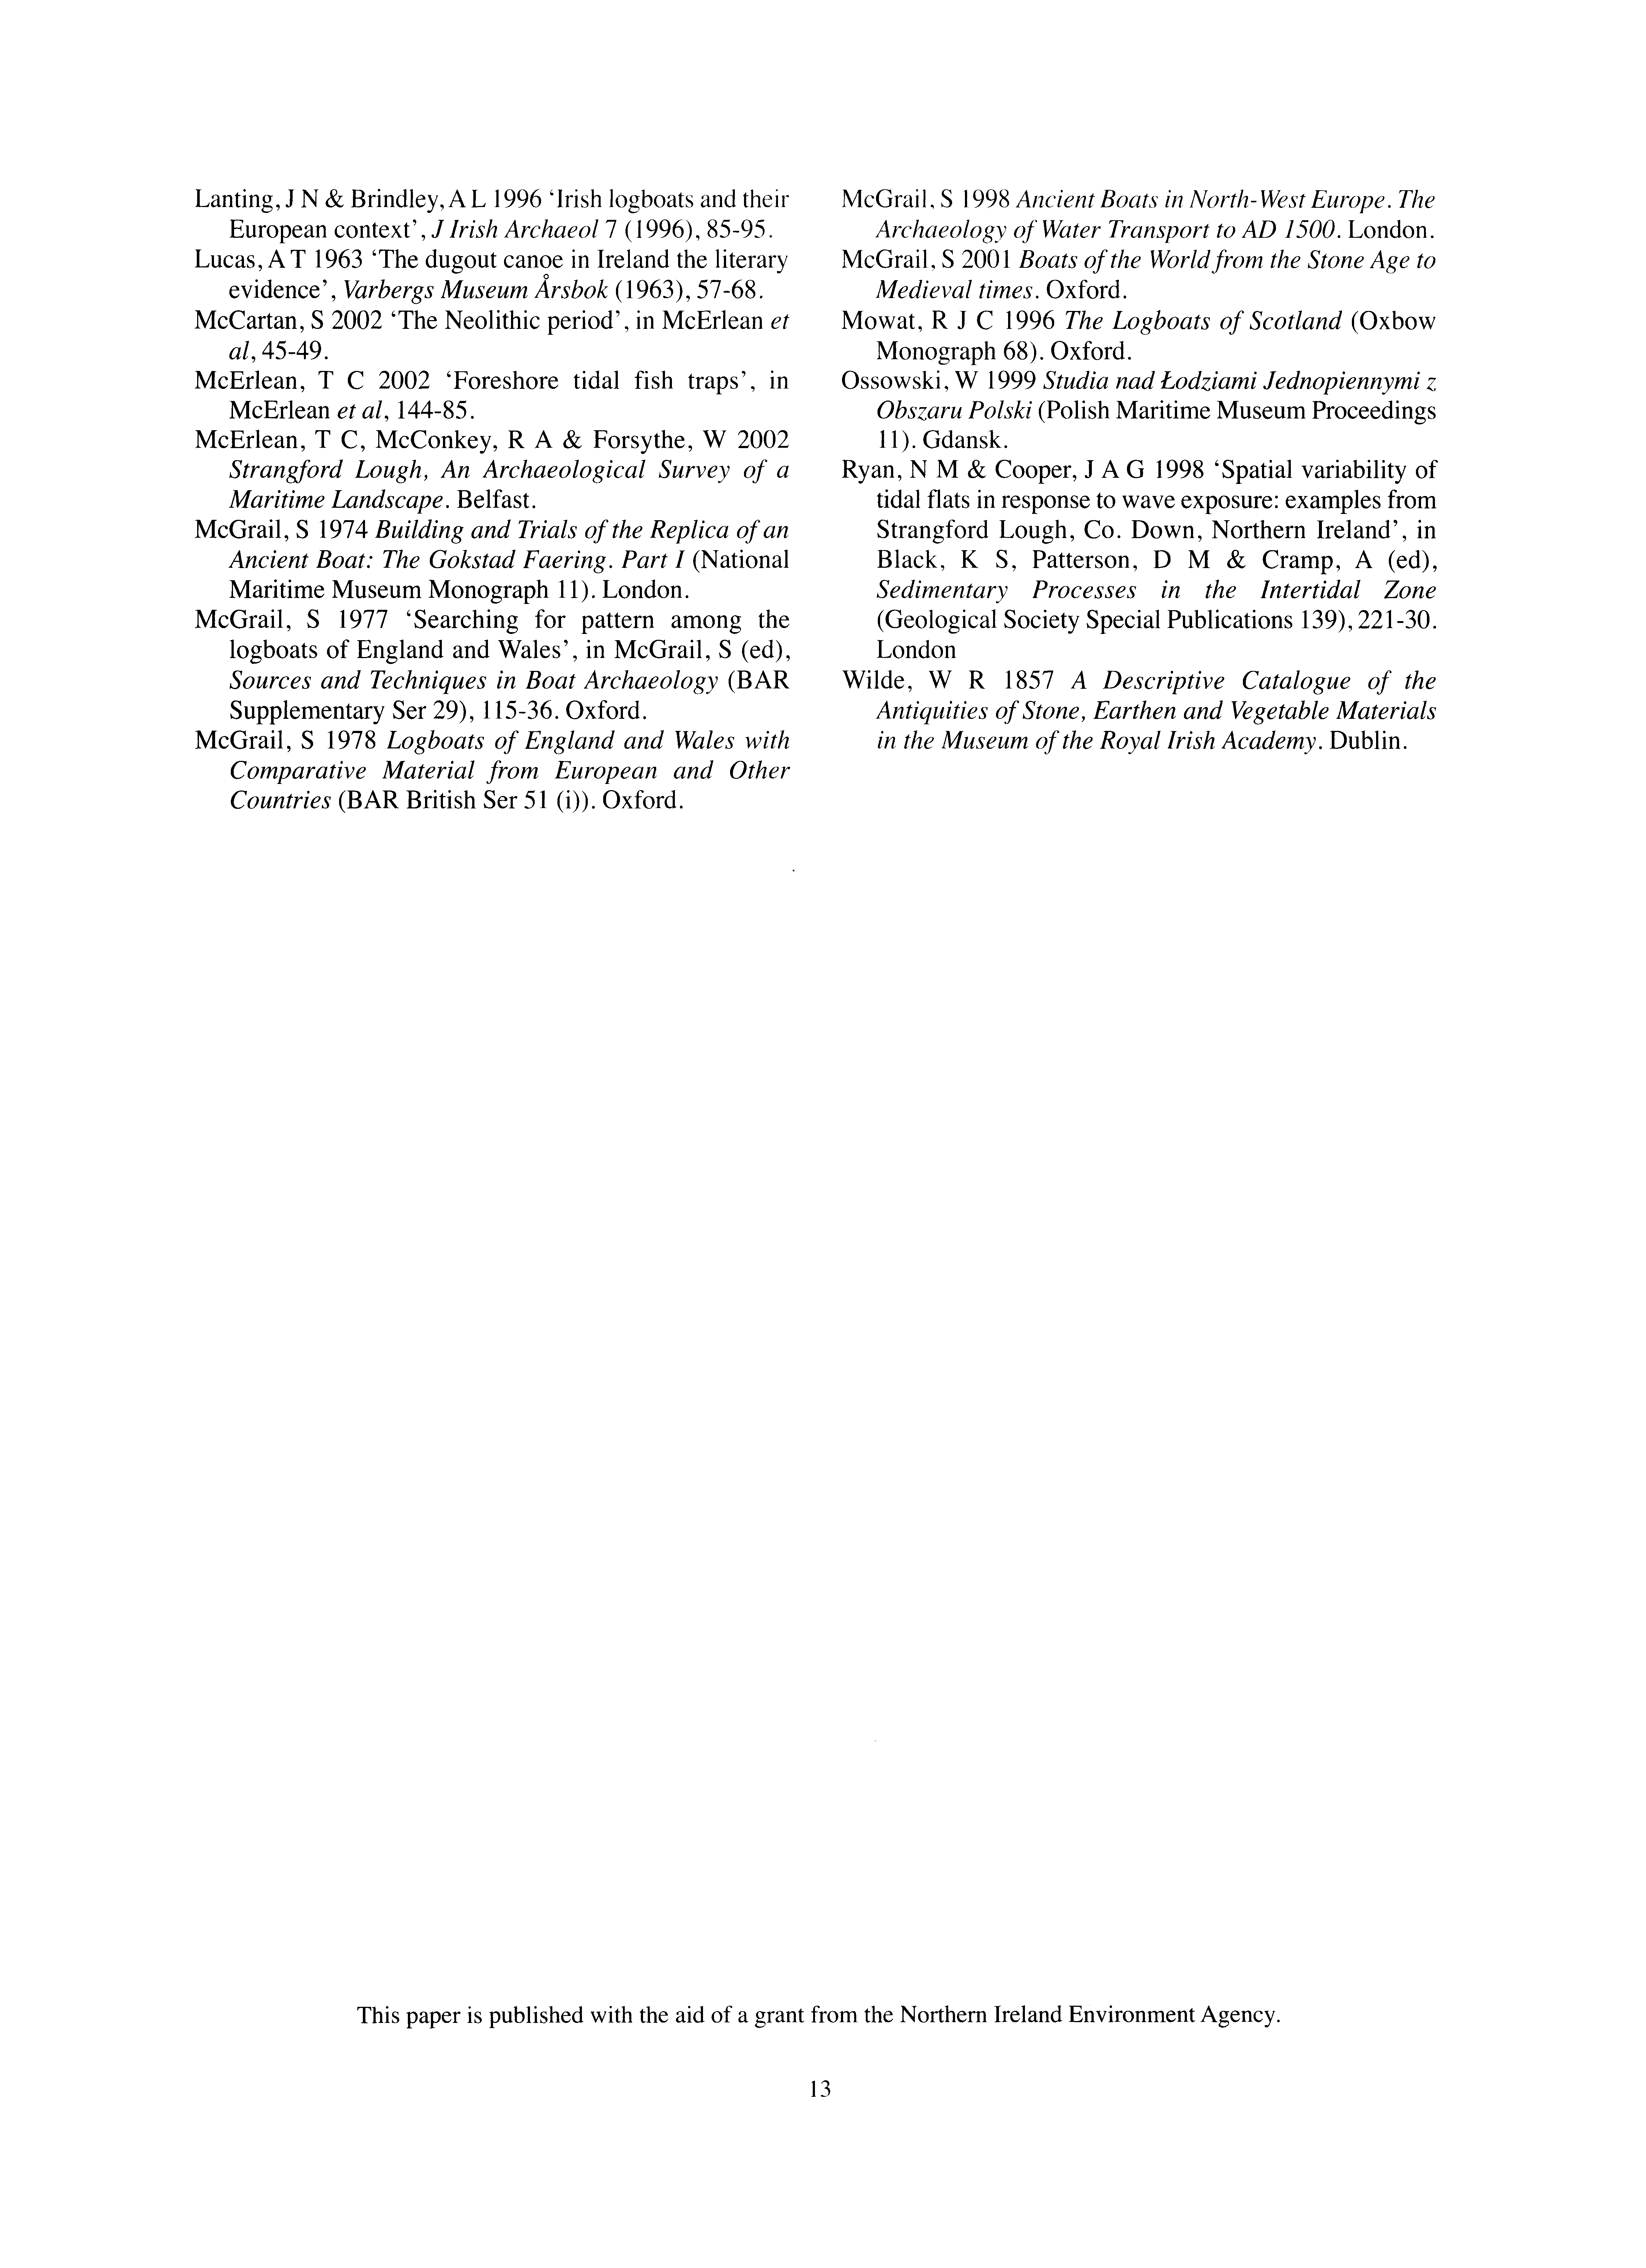 Lanting, J N & Brindley, A L 1996 ‘Irish logboats and their
European context’, J Irish Archaeol 7 (1996), 85-95.
Lucas, A T 1963 ‘The dugout canoe in Ireland the literary
evidence’, Varbergs Museum Årsbok (1963), 57-68.
McCartan, S 2002 ‘The Neolithic period’, in McErlean et
al, 45-49.
McErlean, T C 2002 ‘Foreshore tidal fish traps’, in
McErlean et al, 144-85.
McErlean, T C, McConkey, R A & Forsythe, W 2002
Strangford Lough, An Archaeological Survey of a
Maritime Landscape. Belfast.
McGrail, S 1974 Building and Trials of the Replica of an
Ancient Boat: The Gokstad Faering. Part I (National
Maritime Museum Monograph 11). London.
McGrail, S 1977 ‘Searching for pattern among the
logboats of England and Wales’, in McGrail, S (ed),
Sources and Techniques in Boat Archaeology (BAR
Supplementary Ser 29), 115-36. Oxford.
McGrail, S 1978 Logboats of England and Wales with
Comparative Material from European and Other
Countries (BAR British Ser 51 (i)). Oxford.
McGrail, S 1998 Ancient Boats in North-West Europe. The
Archaeology of Water Transport to AD 1500. London.
McGrail, S 2001 Boats of the World from the Stone Age to
Medieval times. Oxford.
Mowat, R J C 1996 The Logboats of Scotland (Oxbow
Monograph 68). Oxford.
Ossowski, W 1999 Studia nad Łodziami Jednopiennymi z
Obszaru Polski (Polish Maritime Museum Proceedings
11). Gdansk.
Ryan, N M & Cooper, J A G 1998 ‘Spatial variability of
tidal flats in response to wave exposure: examples from
Strangford Lough, Co. Down, Northern Ireland’, in
Black, K S, Patterson, D M & Cramp, A (ed),
Sedimentary Processes in the Intertidal Zone
(Geological Society Special Publications 139), 221-30.
London
Wilde, W R 1857 A Descriptive Catalogue of the
Antiquities of Stone, Earthen and Vegetable Materials
in the Museum of the Royal Irish Academy. Dublin.
This paper is published with the aid of a grant from the Northern Ireland Environment Agency.
13